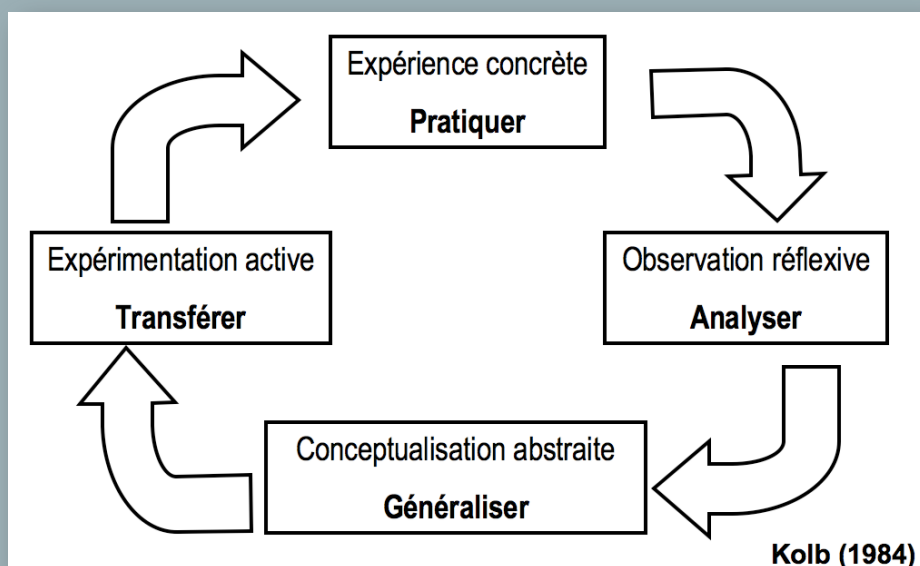 Expérience concrète
Pratiquer
Expérimentation active
Transférer
Observation réflexive
Analyser
Conceptualisation abstraite
Généraliser
Kolb (1984)